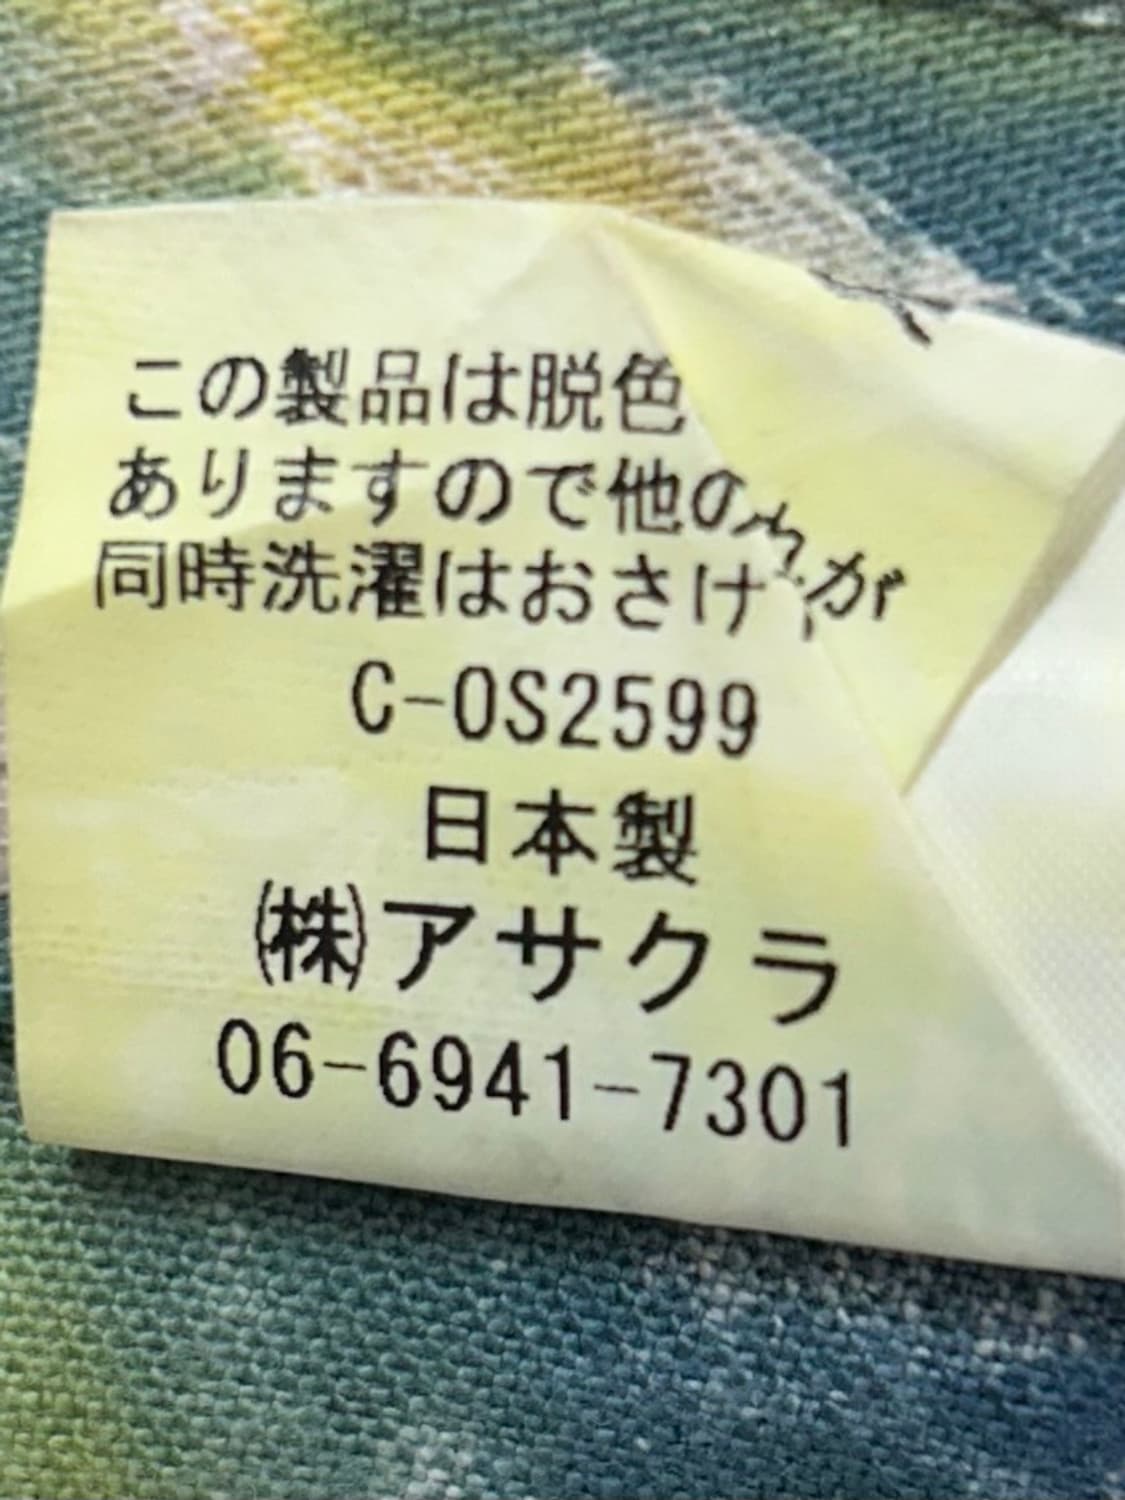 この製品は脱色
ありますので他の
同時洗濯はおさけ
C-OS2599
日本製
㈱アサクラ
06-6941-7301